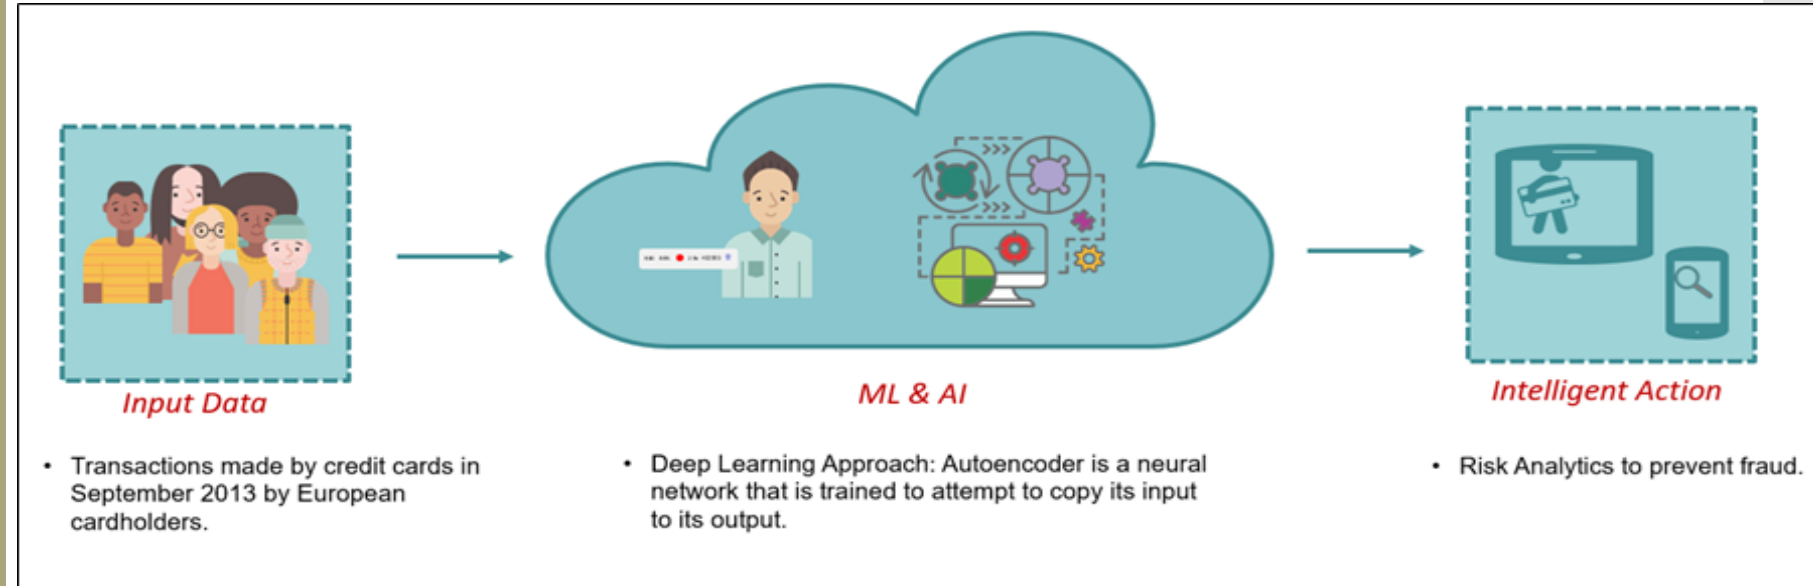 Input Data
• Transactions made by credit cards in
September 2013 by European
cardholders.
ML & AI
• Deep Learning Approach: Autoencoder is a neural
network that is trained to attempt to copy its input
to its output.
Intelligent Action
• Risk Analytics to prevent fraud.